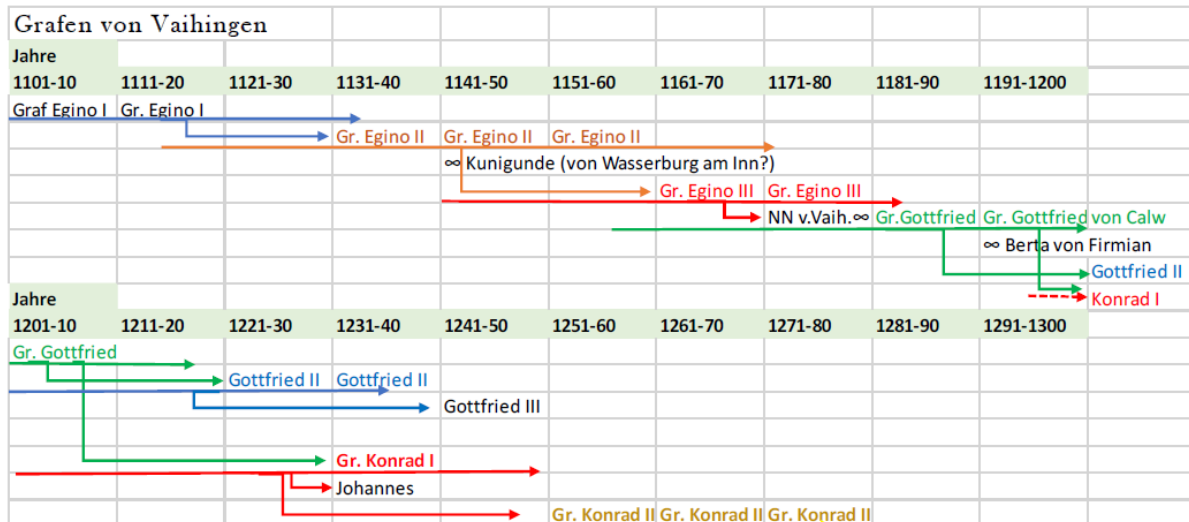 Grafen von Vaihingen
Jahre
1101-10 1111-20 1121-30 1131-40 1141-50 1151-60 1161-70 1171-80 1181-90 1191-1200
Graf Egino I Gr. Egino I
Gr. Egino II Gr. Egino II Gr. Egino II
∞ Kunigunde (von Wasserburg am Inn?)
Gr. Egino III Gr. Egino III
NN v.Vaih.∞ Gr.Gottfried Gr. Gottfried von Calw
∞ Berta von Firmian
Gottfried II
Jahre Konrad I
1201-10 1211-20 1221-30 1231-40 1241-50 1251-60 1261-70 1271-80 1281-90 1291-1300
Gr. Gottfried
Gottfried II Gottfried II
Gottfried III
Gr. Konrad I
Johannes
Gr. Konrad II Gr. Konrad II Gr. Konrad II